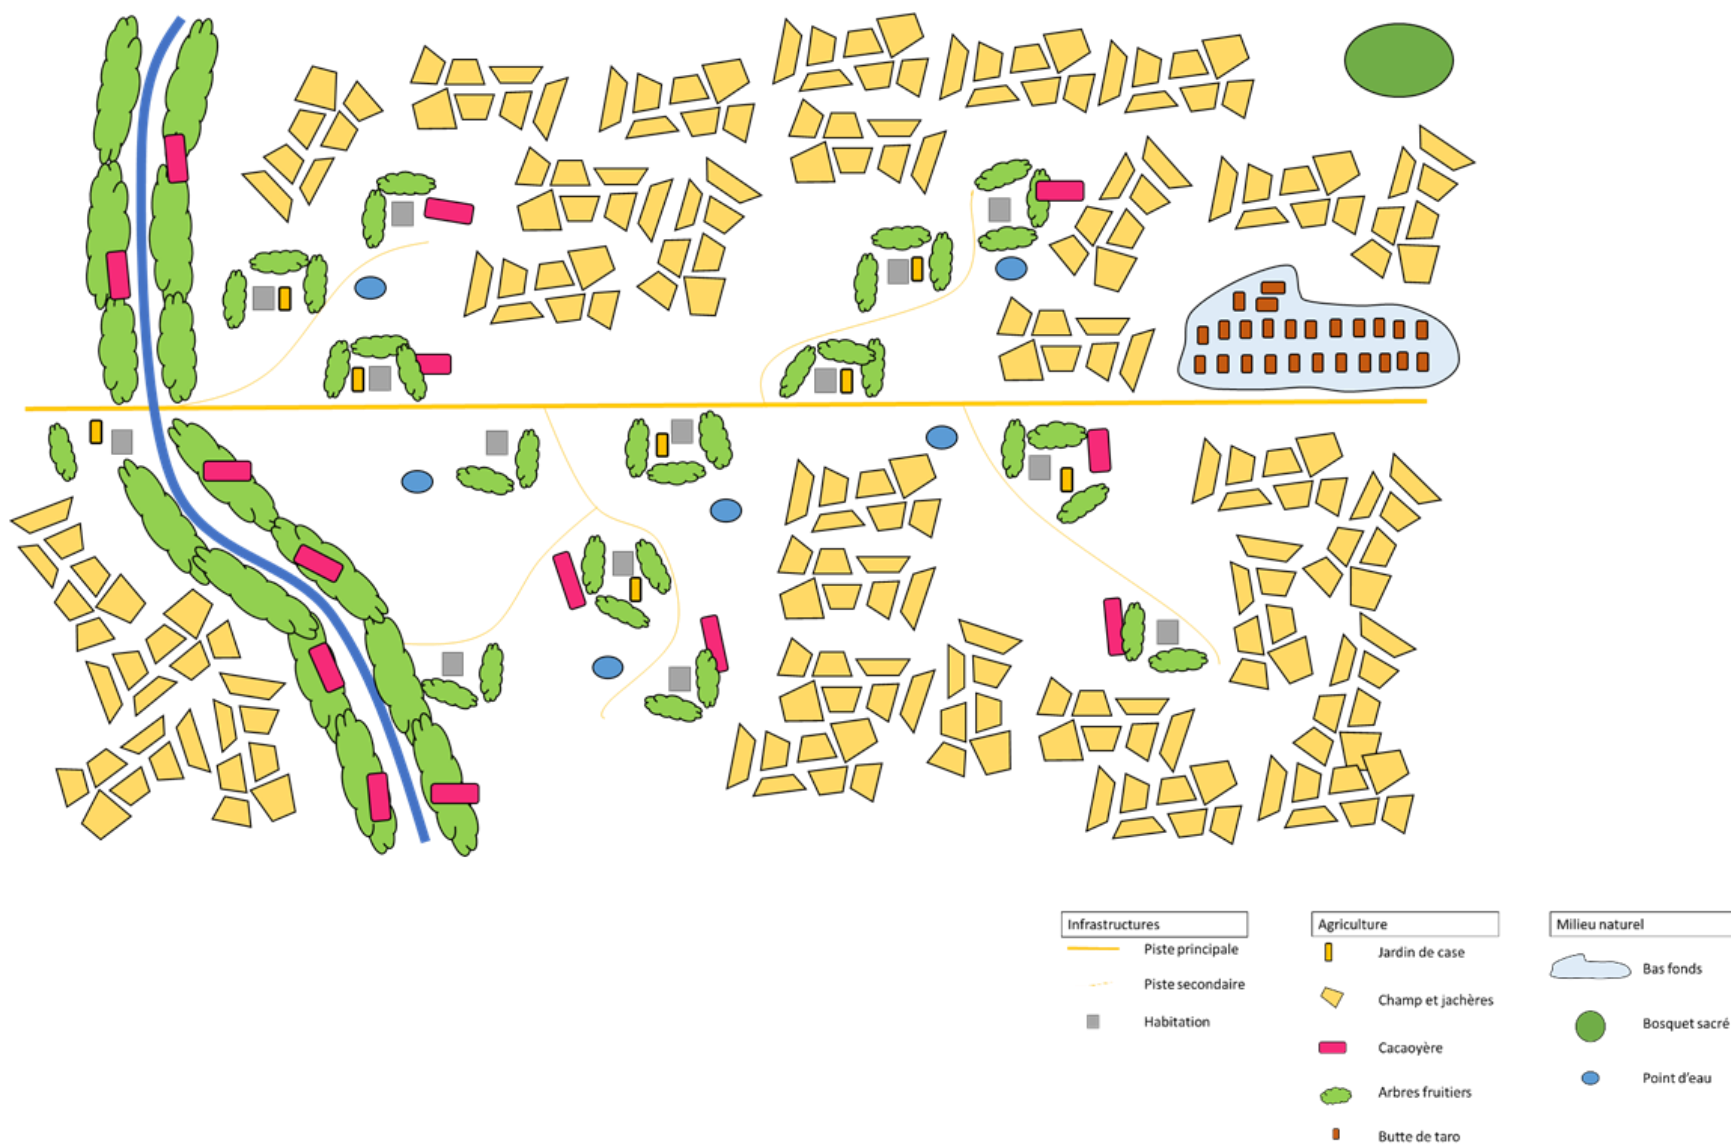 Infrastructures
Piste principale
Piste secondaire
Habitation
Agriculture
Jardin de case
Champ et jachères
Cacaoyère
Arbres fruitiers
Butte de taro
Milieu naturel
Bas fonds
Bosquet sacré
Point d'eau